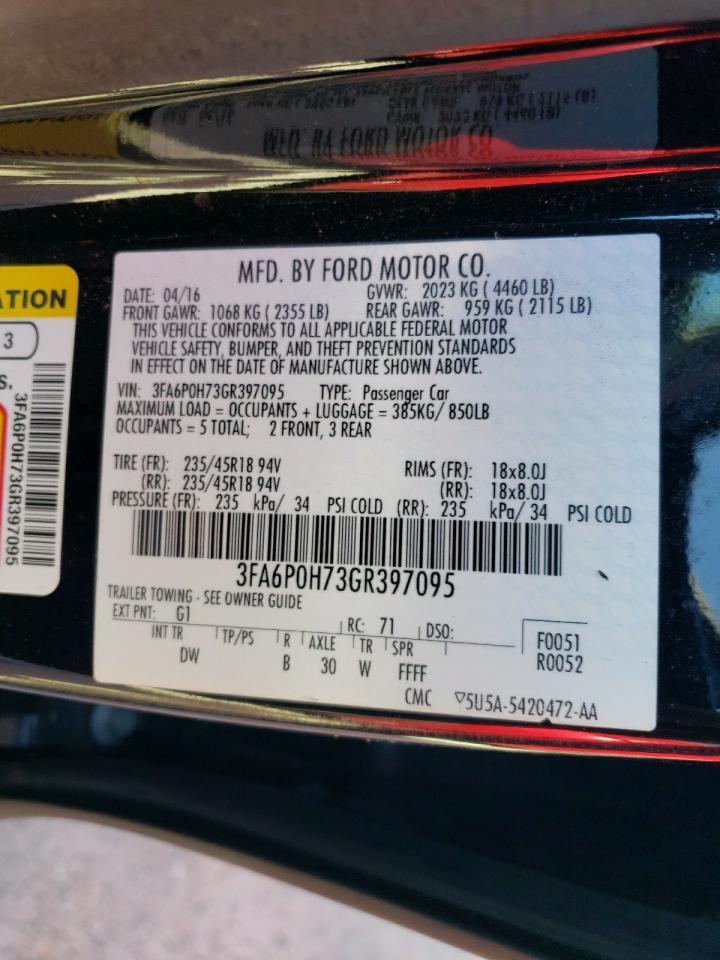 MFD. BY FORD MOTOR CO.
DATE: 04/16 GVWR: 2023 KG ( 4460 LB)
FRONT GAWR: 1068 KG ( 2355 LB) REAR GAWR: 959 KG ( 2115 LB)
THIS VEHICLE CONFORMS TO ALL APPLICABLE FEDERAL MOTOR
VEHICLE SAFETY, BUMPER, AND THEFT PREVENTION STANDARDS
IN EFFECT ON THE DATE OF MANUFACTURE SHOWN ABOVE.
VIN: 3FA6P0H73GR397095 TYPE: Passenger Car
MAXIMUM LOAD = OCCUPANTS + LUGGAGE = 385KG/ 850LB
OCCUPANTS = 5 TOTAL; 2 FRONT, 3 REAR
TIRE (FR): 235/45R18 94V RIMS (FR): 18x8.0J
(RR): 235/45R18 94V (RR): 18x8.0J
PRESSURE (FR): 235 kPa/ 34 PSI COLD (RR): 235 kPa/ 34 PSI COLD
3FA6P0H73GR397095
TRAILER TOWING - SEE OWNER GUIDE
EXT PNT: G1 RC: 71 DSO: F0051
INT TR TP/PS R AXLE TR SPR R0052
DW B 30 W FFFF
CMC ▽5U5A-5420472-AA
ATION
3
S.
3FA6P0H73GR397095